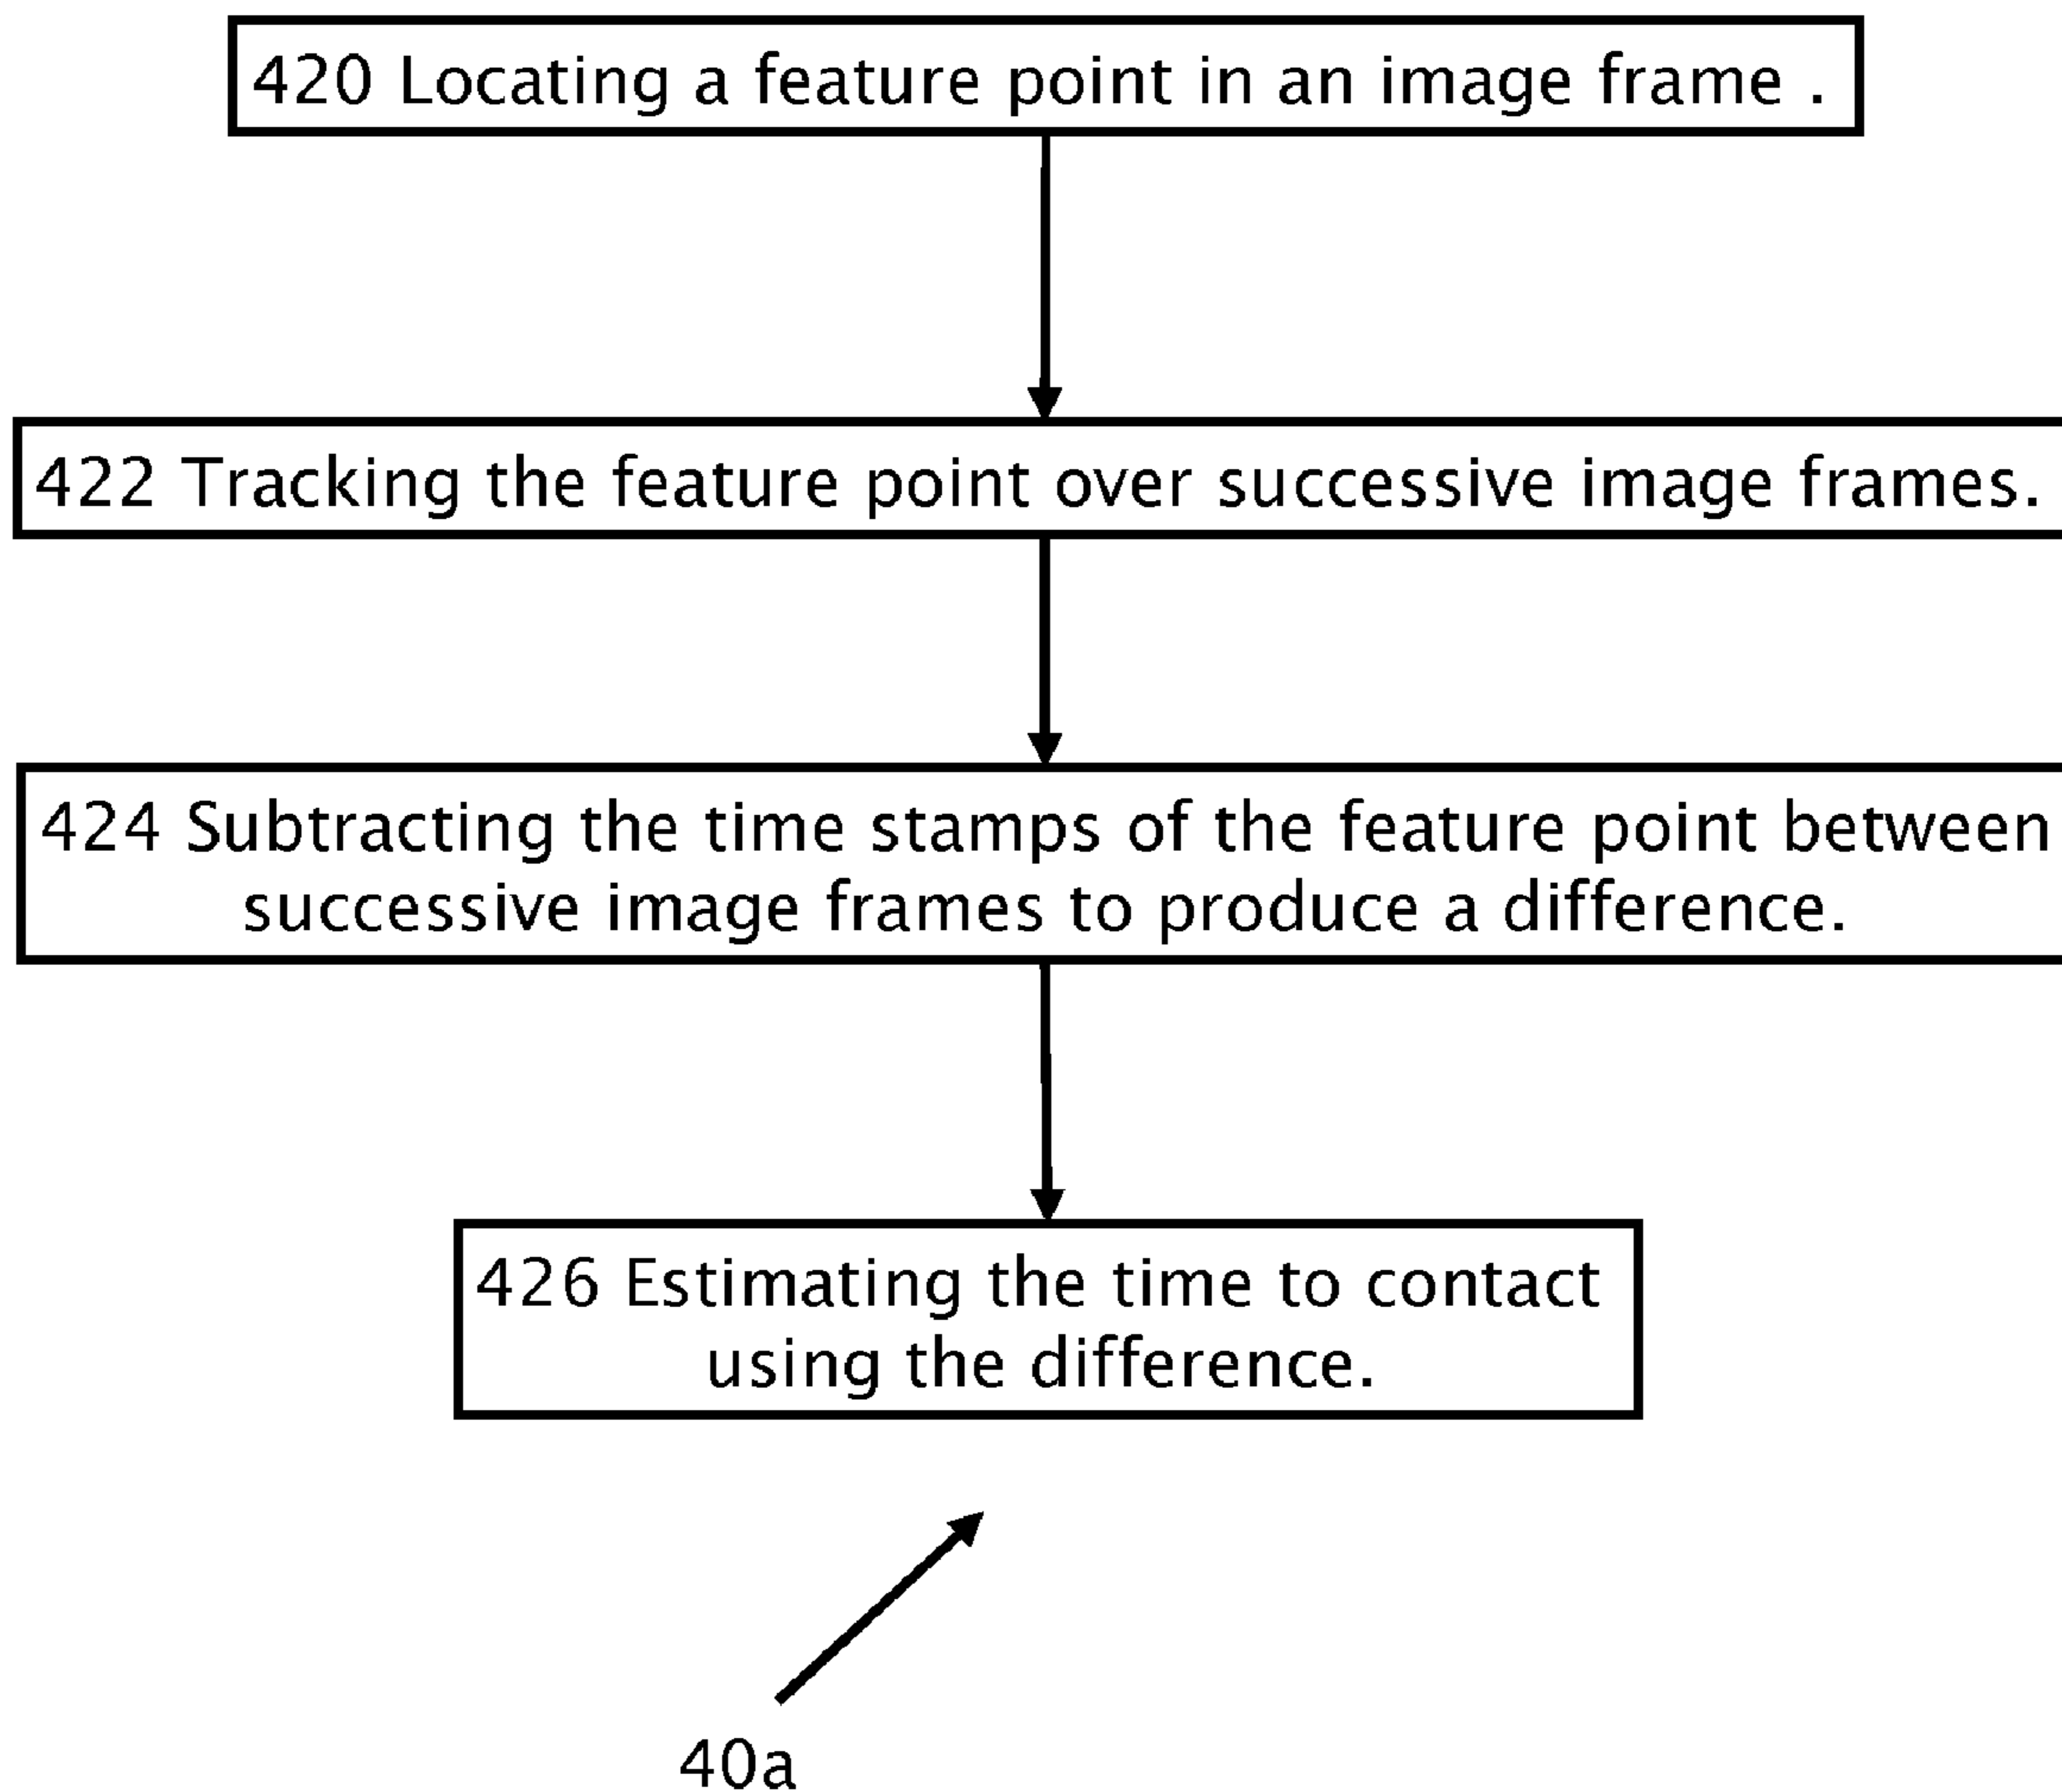 420 Locating a feature point in an image frame .
422 Tracking the feature point over successive image frames.
424 Subtracting the time stamps of the feature point between
successive image frames to produce a difference.
426 Estimating the time to contact
using the difference.
40a